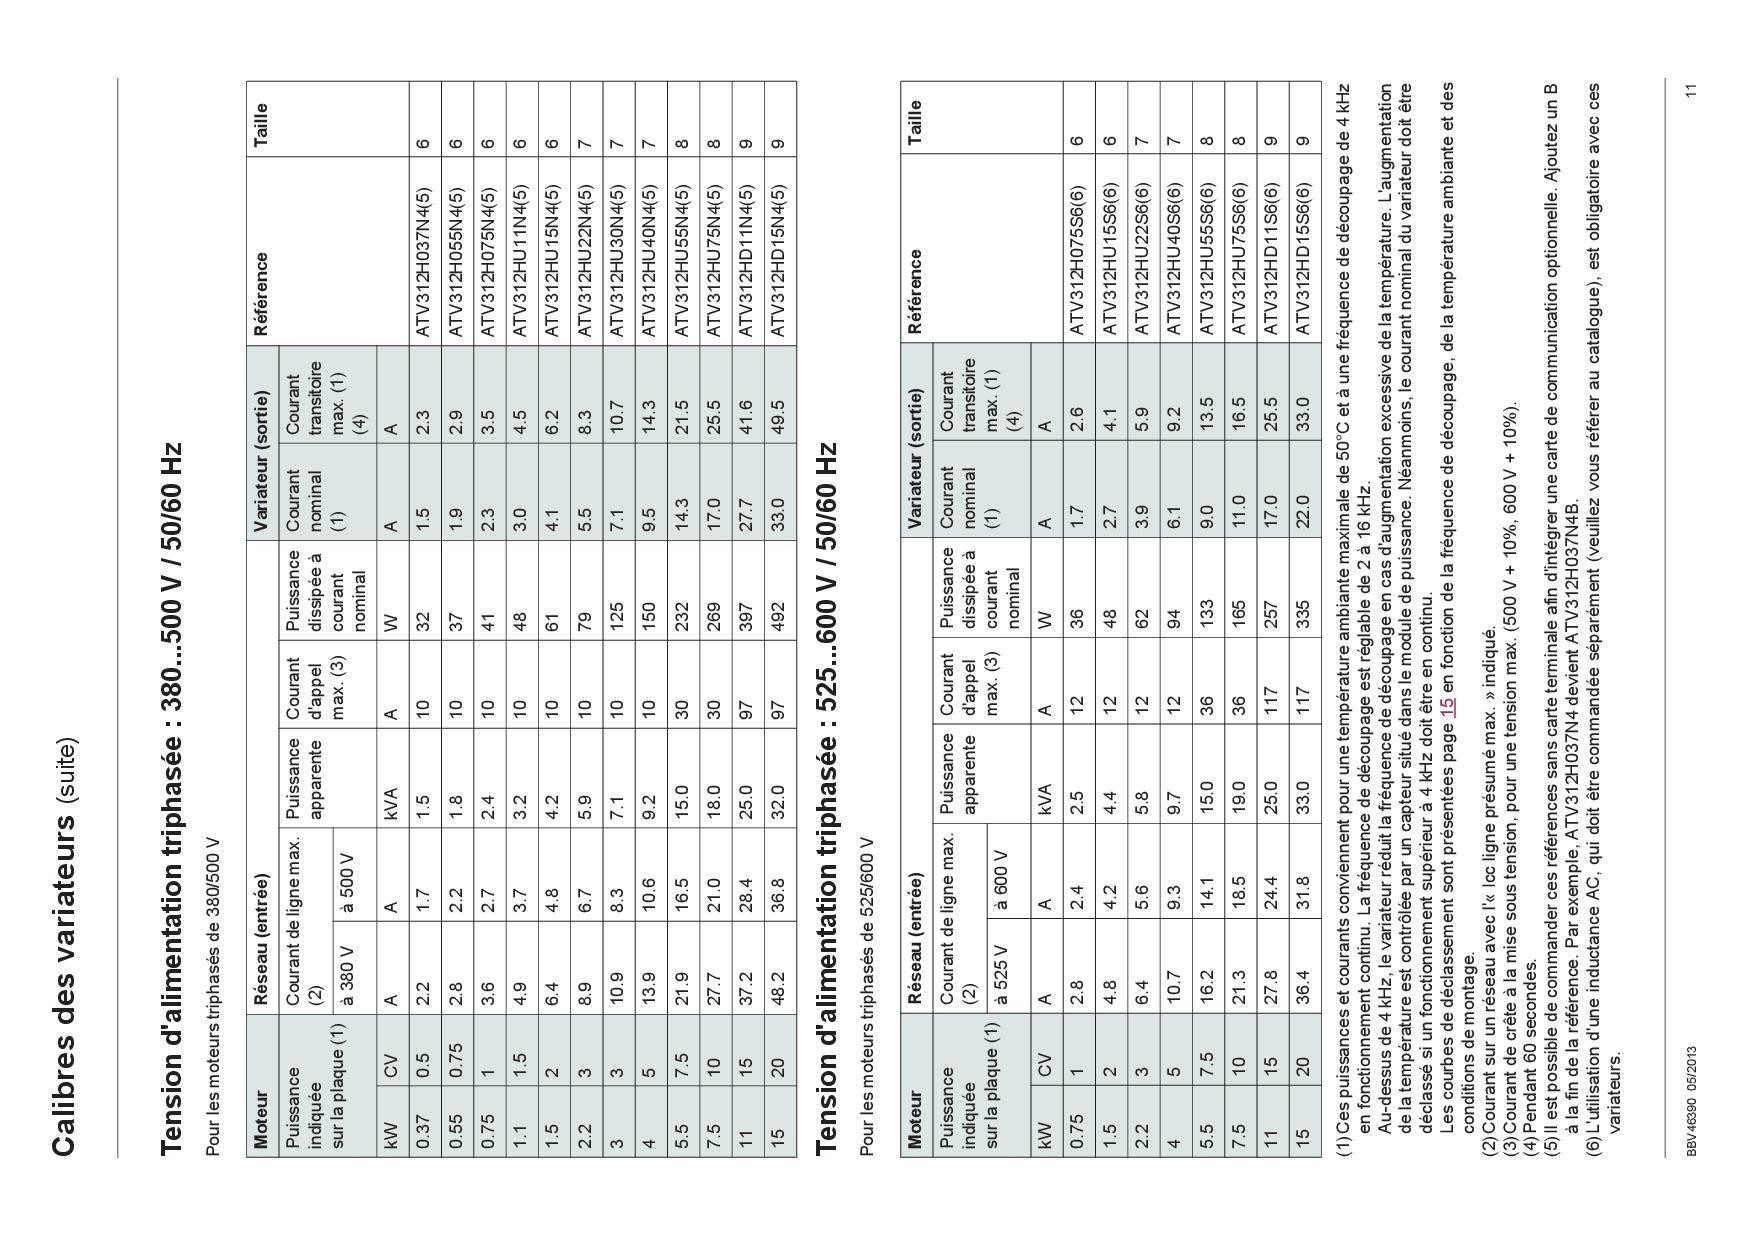 Calibres des variateurs (suite)
Tension d'alimentation triphasée : 380...500 V / 50/60 Hz
Pour les moteurs triphasés de 380/500 V
Moteur Réseau (entrée) Variateur (sortie) Référence Taille
Puissance indiquée sur la plaque (1) Courant de ligne max. (2) Puissance apparente Courant d'appel max. (3) Puissance dissipée à courant nominal Courant nominal (1) Courant transitoire max. (1) (4)
à 380 V à 500 V
kW CV A A kVA A W A A
0.37 0.5 2.2 1.7 1.5 10 32 1.5 2.3 ATV312H037N4(5) 6
0.55 0.75 2.8 2.2 1.8 10 37 1.9 2.9 ATV312H055N4(5) 6
0.75 1 3.6 2.7 2.4 10 41 2.3 3.5 ATV312H075N4(5) 6
1.1 1.5 4.9 3.7 3.2 10 48 3.0 4.5 ATV312HU11N4(5) 6
1.5 2 6.4 4.8 4.2 10 61 4.1 6.2 ATV312HU15N4(5) 6
2.2 3 8.9 6.7 5.9 10 79 5.5 8.3 ATV312HU22N4(5) 7
3 3 10.9 8.3 7.1 10 125 7.1 10.7 ATV312HU30N4(5) 7
4 5 13.9 10.6 9.2 10 150 9.5 14.3 ATV312HU40N4(5) 7
5.5 7.5 21.9 16.5 15.0 30 232 14.3 21.5 ATV312HU55N4(5) 8
7.5 10 27.7 21.0 18.0 30 269 17.0 25.5 ATV312HU75N4(5) 8
11 15 37.2 28.4 25.0 97 397 27.7 41.6 ATV312HD11N4(5) 9
15 20 48.2 36.8 32.0 97 492 33.0 49.5 ATV312HD15N4(5) 9
Tension d'alimentation triphasée : 525...600 V / 50/60 Hz
Pour les moteurs triphasés de 525/600 V
Moteur Réseau (entrée) Variateur (sortie) Référence Taille
Puissance indiquée sur la plaque (1) Courant de ligne max. (2) Puissance apparente Courant d'appel max. (3) Puissance dissipée à courant nominal Courant nominal (1) Courant transitoire max. (1) (4)
à 525 V à 600 V
kW CV A A kVA A W A A
0.75 1 2.8 2.4 2.5 12 36 1.7 2.6 ATV312H075S6(6) 6
1.5 2 4.8 4.2 4.4 12 48 2.7 4.1 ATV312HU15S6(6) 6
2.2 3 6.4 5.6 5.8 12 62 3.9 5.9 ATV312HU22S6(6) 7
4 5 10.7 9.3 9.7 12 94 6.1 9.2 ATV312HU40S6(6) 7
5.5 7.5 16.2 14.1 15.0 36 133 9.0 13.5 ATV312HU55S6(6) 8
7.5 10 21.3 18.5 19.0 36 165 11.0 16.5 ATV312HU75S6(6) 8
11 15 27.8 24.4 25.0 117 257 17.0 25.5 ATV312HD11S6(6) 9
15 20 36.4 31.8 33.0 117 335 22.0 33.0 ATV312HD15S6(6) 9
(1) Ces puissances et courants conviennent pour une température ambiante maximale de 50°C et à une fréquence de découpage de 4 kHz
en fonctionnement continu. La fréquence de découpage est réglable de 2 à 16 kHz.
Au-dessus de 4 kHz, le variateur réduit la fréquence de découpage en cas d'augmentation excessive de la température. L'augmentation
de la température est contrôlée par un capteur situé dans le module de puissance. Néanmoins, le courant nominal du variateur doit être
déclassé si un fonctionnement supérieur à 4 kHz doit être en continu.
Les courbes de déclassement sont présentées page 15 en fonction de la fréquence de découpage, de la température ambiante et des
conditions de montage.
(2) Courant sur un réseau avec l'« Icc ligne présumé max. » indiqué.
(3) Courant de crête à la mise sous tension, pour une tension max. (500 V + 10%, 600 V + 10%).
(4) Pendant 60 secondes.
(5) Il est possible de commander ces références sans carte terminale afin d'intégrer une carte de communication optionnelle. Ajoutez un B
à la fin de la référence. Par exemple, ATV312H037N4 devient ATV312H037N4B.
(6) L'utilisation d'une inductance AC, qui doit être commandée séparément (veuillez vous référer au catalogue), est obligatoire avec ces
variateurs.
BBV46390 05/2013 11